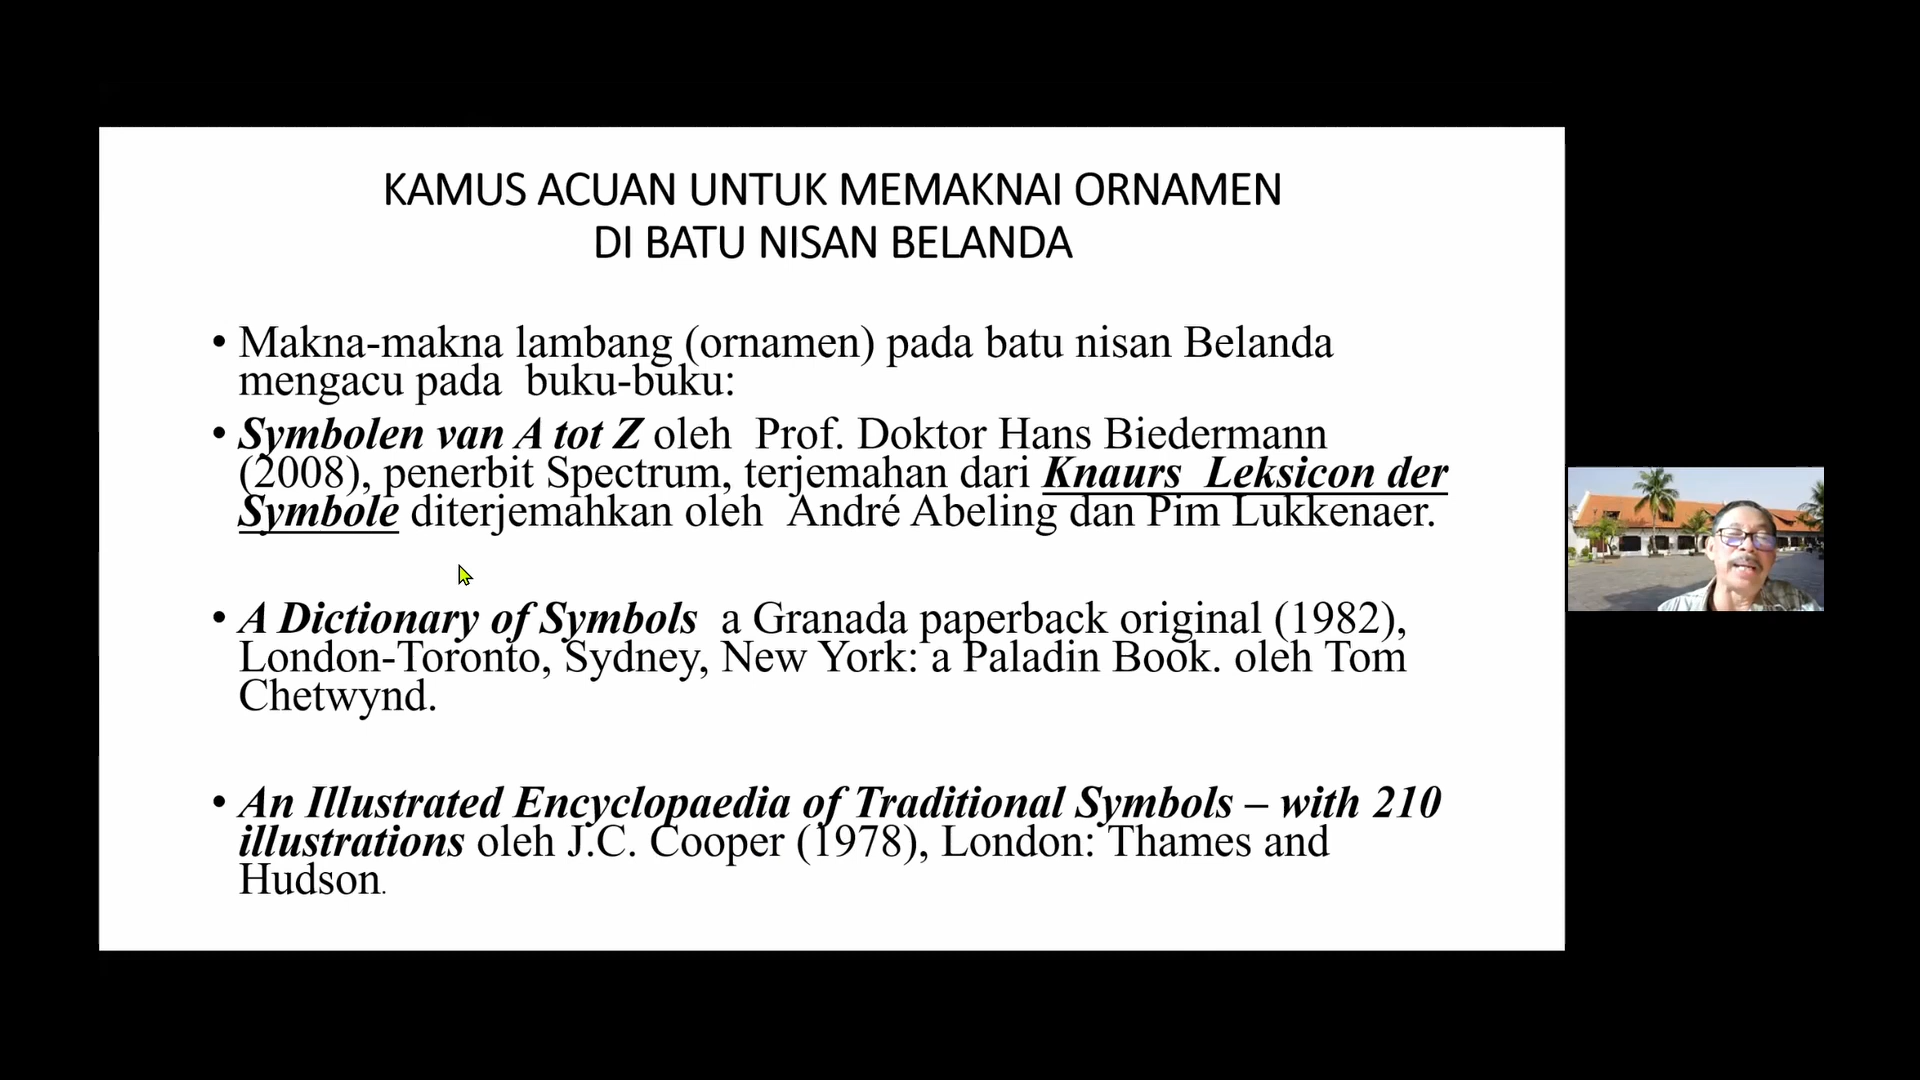 KAMUS ACUAN UNTUK MEMAKNAI ORNAMEN
DI BATU NISAN BELANDA
• Makna-makna lambang (ornamen) pada batu nisan Belanda
mengacu pada buku-buku:
• Symbolen van A tot Z oleh Prof. Doktor Hans Biedermann
(2008), penerbit Spectrum, terjemahan dari Knaurs Leksicon der
Symbole diterjemahkan oleh André Abeling dan Pim Lukkenaer.
• A Dictionary of Symbols a Granada paperback original (1982),
London-Toronto, Sydney, New York: a Paladin Book. oleh Tom
Chetwynd.
• An Illustrated Encyclopaedia of Traditional Symbols – with 210
illustrations oleh J.C. Cooper (1978), London: Thames and
Hudson.